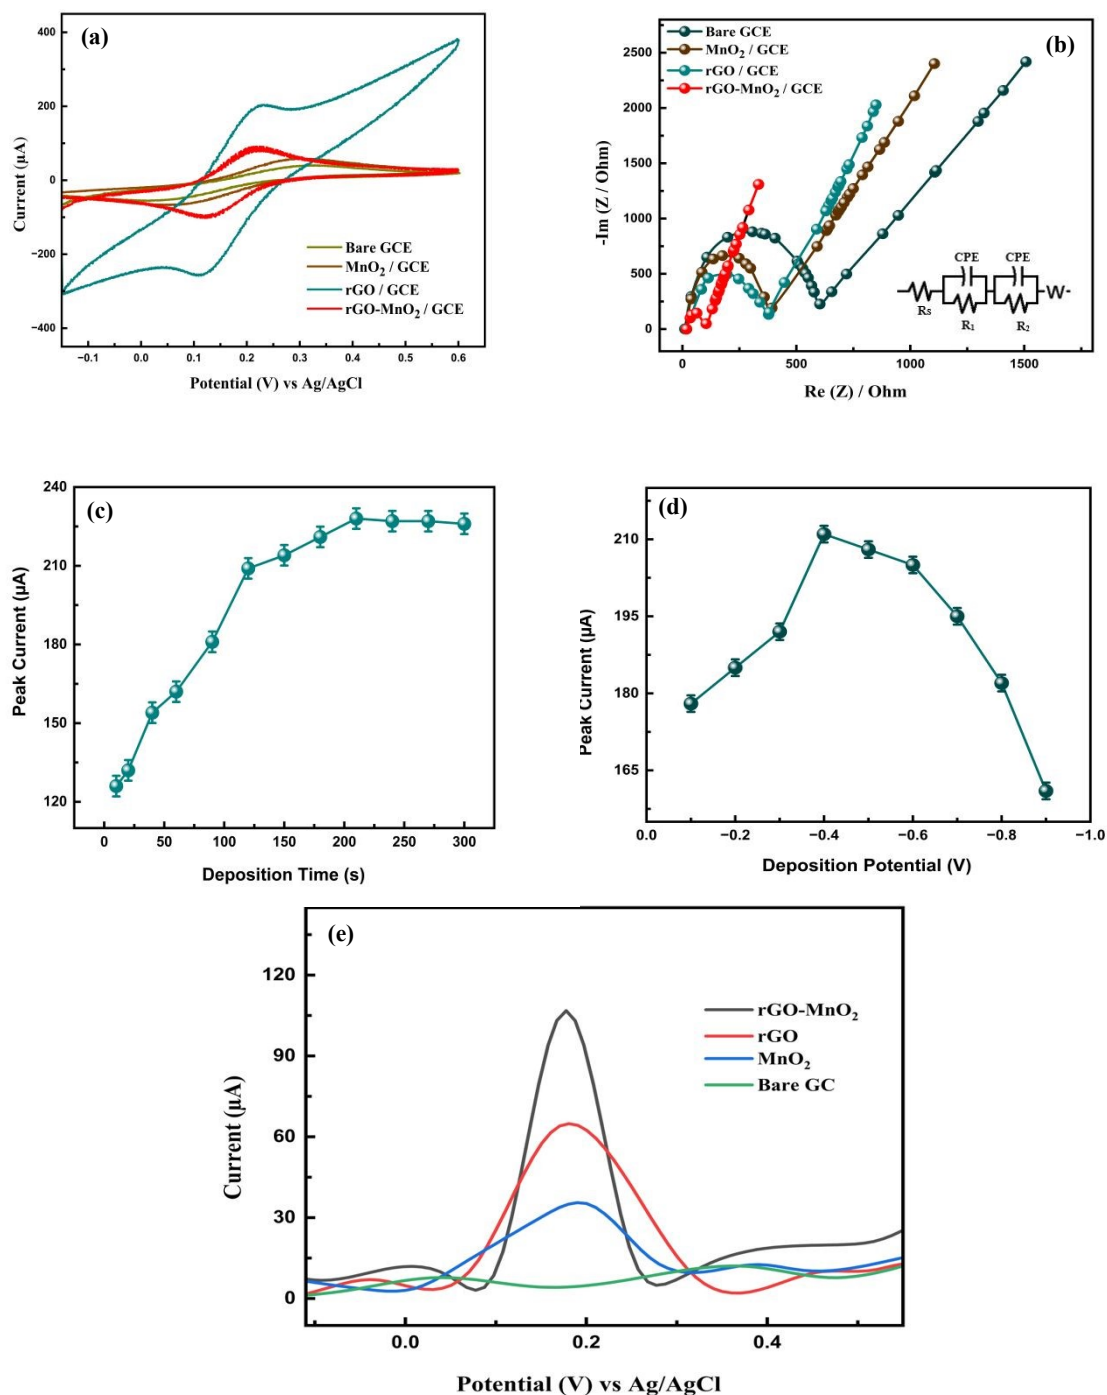 (a)
400
200
0
−200
−400
Current (µA)
−0.1 0.0 0.1 0.2 0.3 0.4 0.5 0.6
Potential (V) vs Ag/AgCl
Bare GCE
MnO2 / GCE
rGO / GCE
rGO-MnO2 / GCE
(b)
Bare GCE
MnO2 / GCE
rGO / GCE
rGO-MnO2 / GCE
2500
2000
1500
1000
500
0
-Im (Z / Ohm)
0 500 1000 1500
Re (Z) / Ohm
CPE CPE
Rs R1 R2 W
(c)
240
210
180
150
120
Peak Current (µA)
0 50 100 150 200 250 300
Deposition Time (s)
(d)
210
195
180
165
Peak Current (µA)
0.0 −0.2 −0.4 −0.6 −0.8 −1.0
Deposition Potential (V)
(e)
120
90
60
30
0
Current (µA)
rGO-MnO2
rGO
MnO2
Bare GC
0.0 0.2 0.4
Potential (V) vs Ag/AgCl